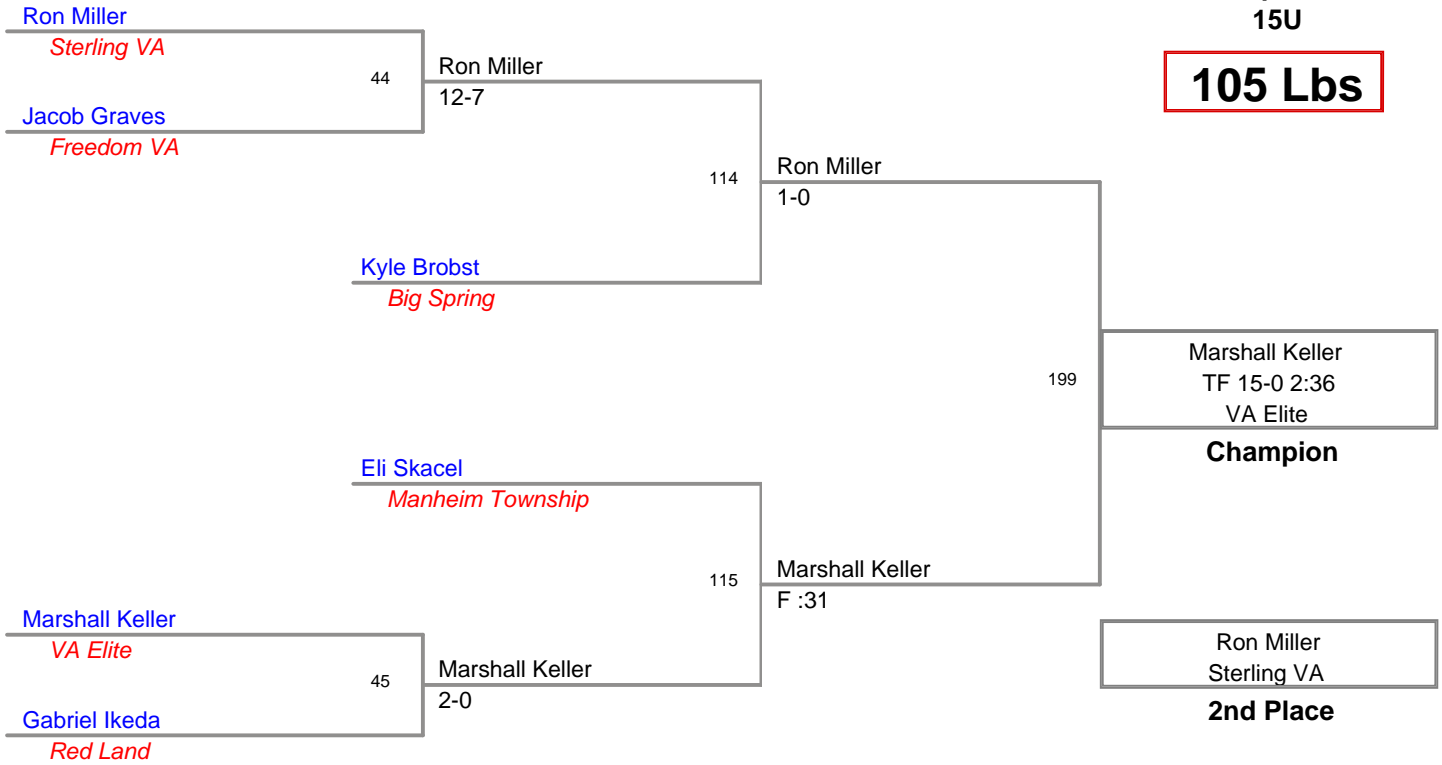 15U
105 Lbs
Ron Miller
Sterling VA
44
Ron Miller
12-7
Jacob Graves
Freedom VA
114
Ron Miller
1-0
Kyle Brobst
Big Spring
199
Marshall Keller
TF 15-0 2:36
VA Elite
Champion
Eli Skacel
Manheim Township
115
Marshall Keller
F :31
Marshall Keller
VA Elite
45
Marshall Keller
2-0
Gabriel Ikeda
Red Land
Ron Miller
Sterling VA
2nd Place